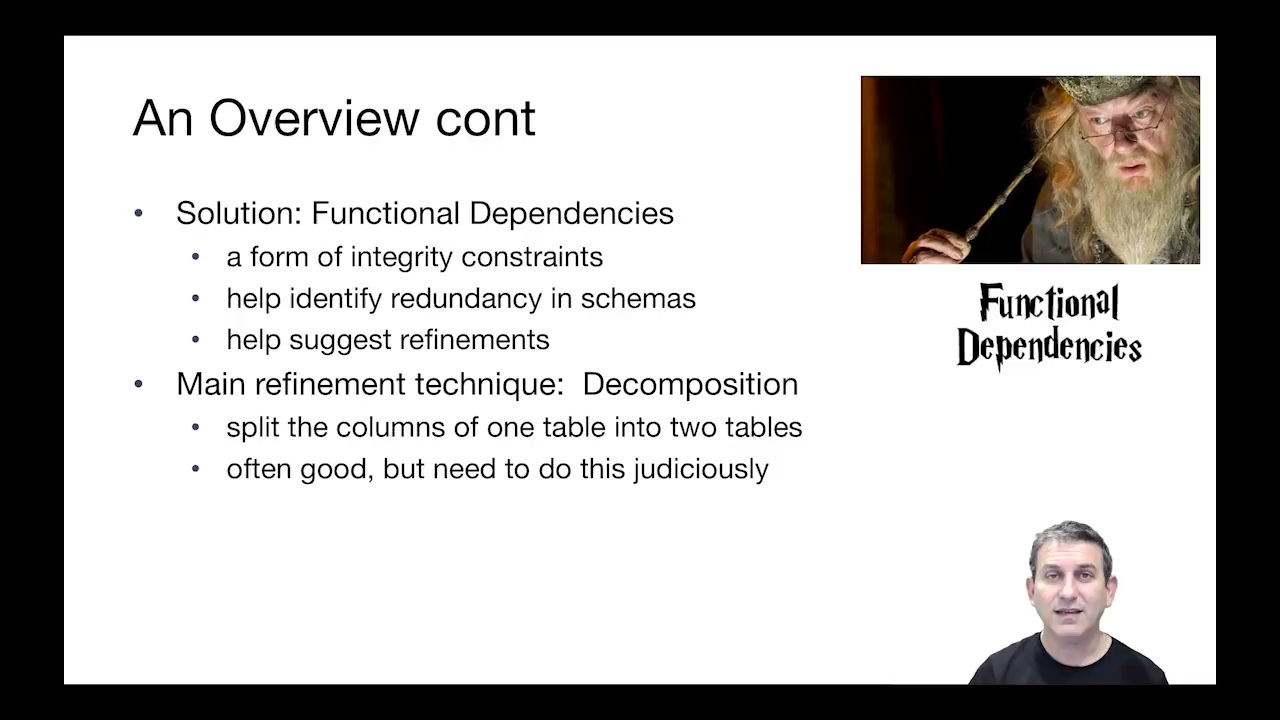 An Overview cont
• Solution: Functional Dependencies
• a form of integrity constraints
• help identify redundancy in schemas
• help suggest refinements
• Main refinement technique:  Decomposition
• split the columns of one table into two tables
• often good, but need to do this judiciously
Functional
Dependencies